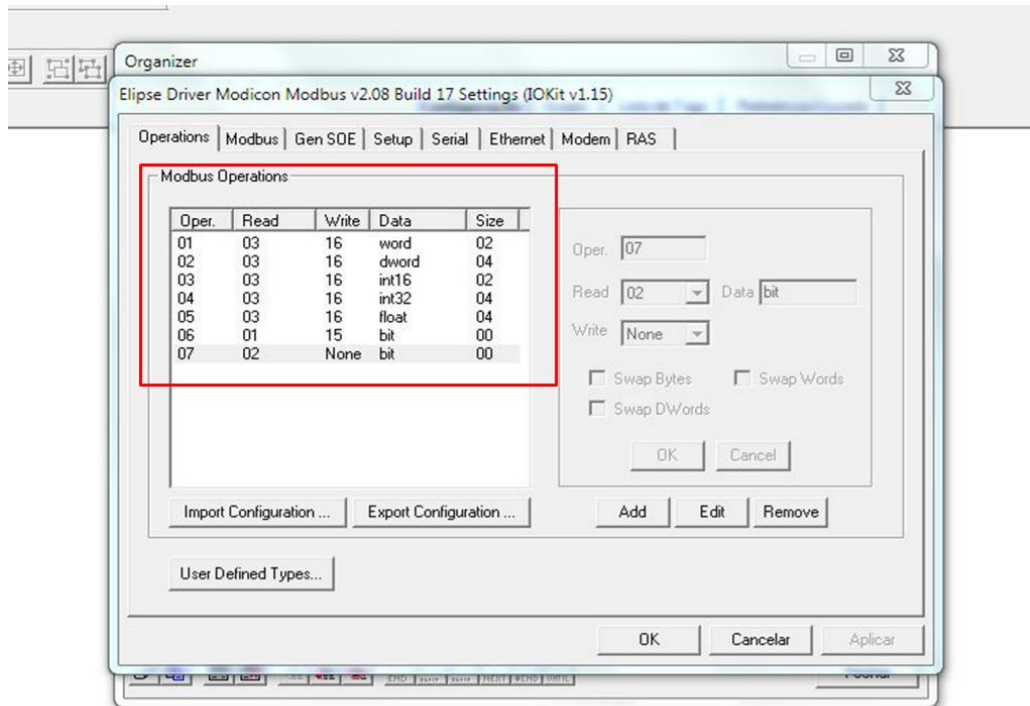 Organizer
Elipse Driver Modicon Modbus v2.08 Build 17 Settings (IOKit v1.15)
Operations Modbus Gen SOE Setup Serial Ethernet Modem RAS
Modbus Operations
Oper. Read Write Data Size
01 03 16 word 02
02 03 16 dword 04
03 03 16 int16 02
04 03 16 int32 04
05 03 16 float 04
06 01 15 bit 00
07 02 None bit 00
Oper. 07
Read 02 Data bit
Write None
Swap Bytes Swap Words
Swap DWords
OK Cancel
Import Configuration ... Export Configuration ... Add Edit Remove
User Defined Types...
OK Cancelar Aplicar